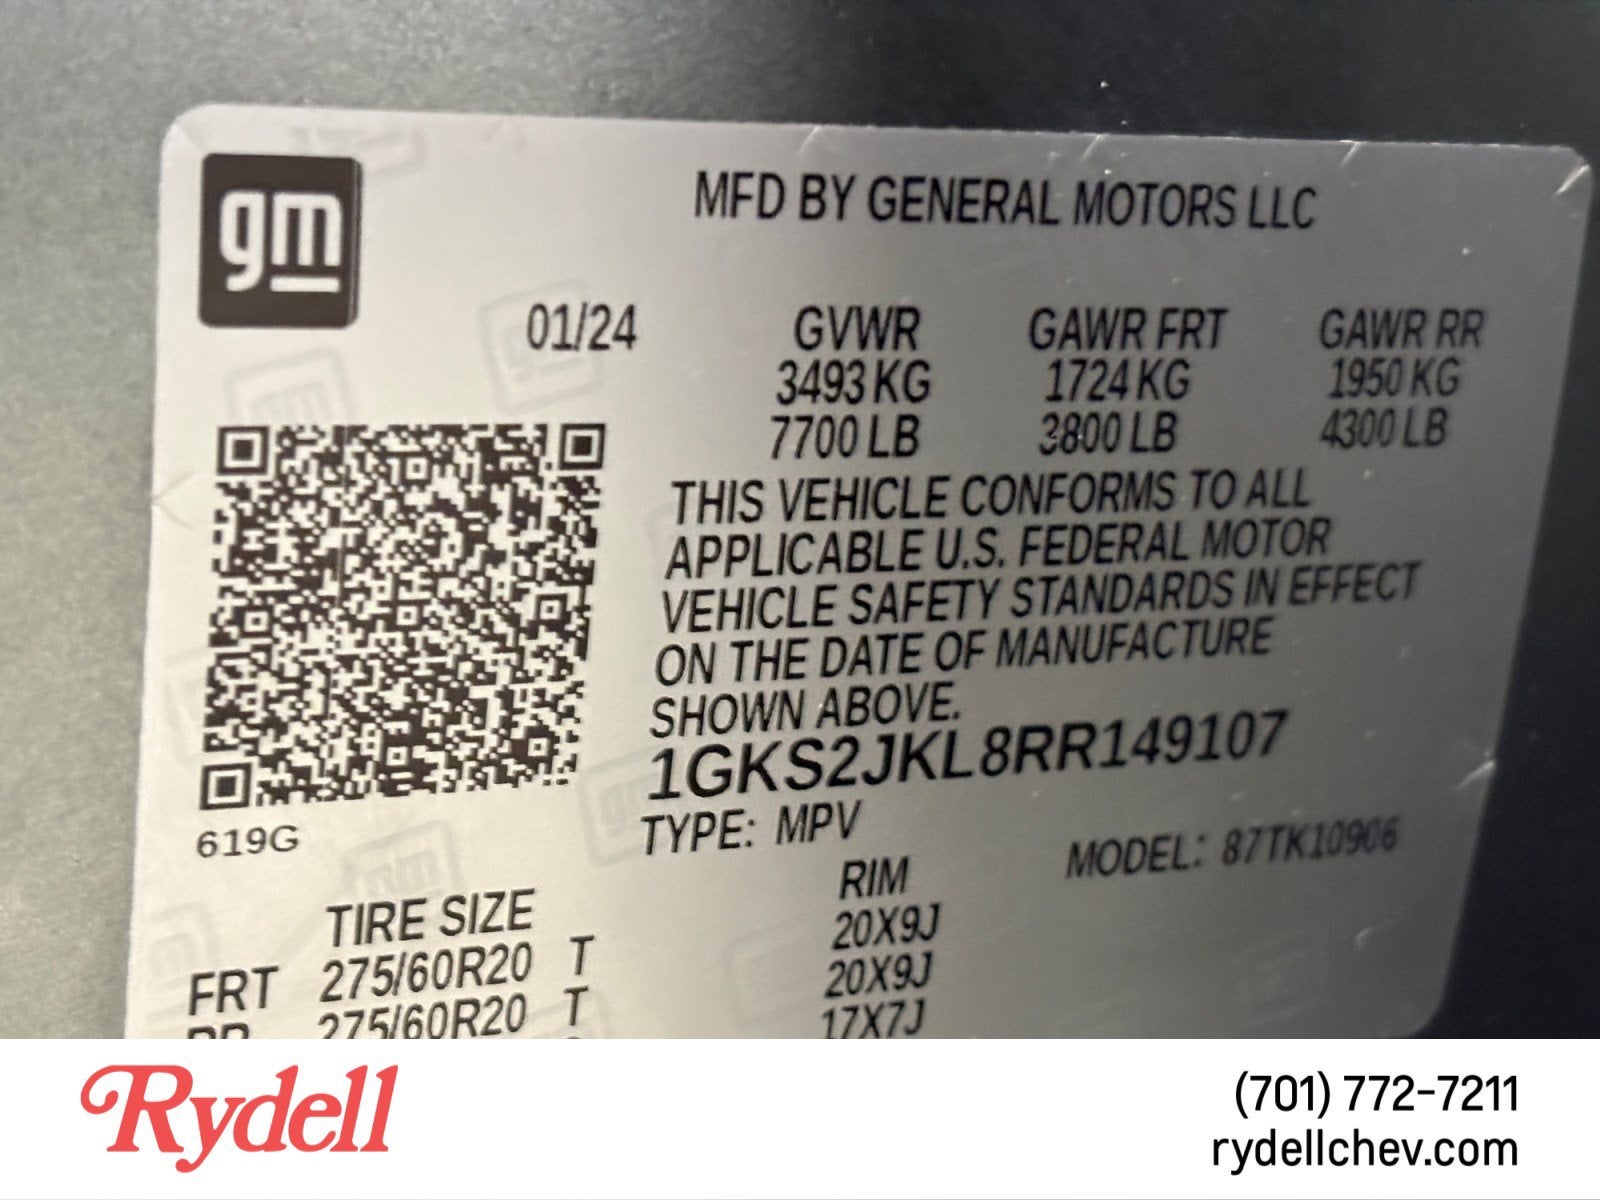 gm
MFD BY GENERAL MOTORS LLC
01/24 GVWR GAWR FRT GAWR RR
3493 KG 1724 KG 1950 KG
7700 LB 3800 LB 4300 LB
THIS VEHICLE CONFORMS TO ALL
APPLICABLE U.S. FEDERAL MOTOR
VEHICLE SAFETY STANDARDS IN EFFECT
ON THE DATE OF MANUFACTURE
SHOWN ABOVE.
1GKS2JKL8RR149107
619G
TYPE: MPV MODEL: 87TK10906
TIRE SIZE RIM
FRT 275/60R20 T 20X9J
RR 275/60R20 T 20X9J
17X7J
Rydell
(701) 772-7211
rydellchev.com